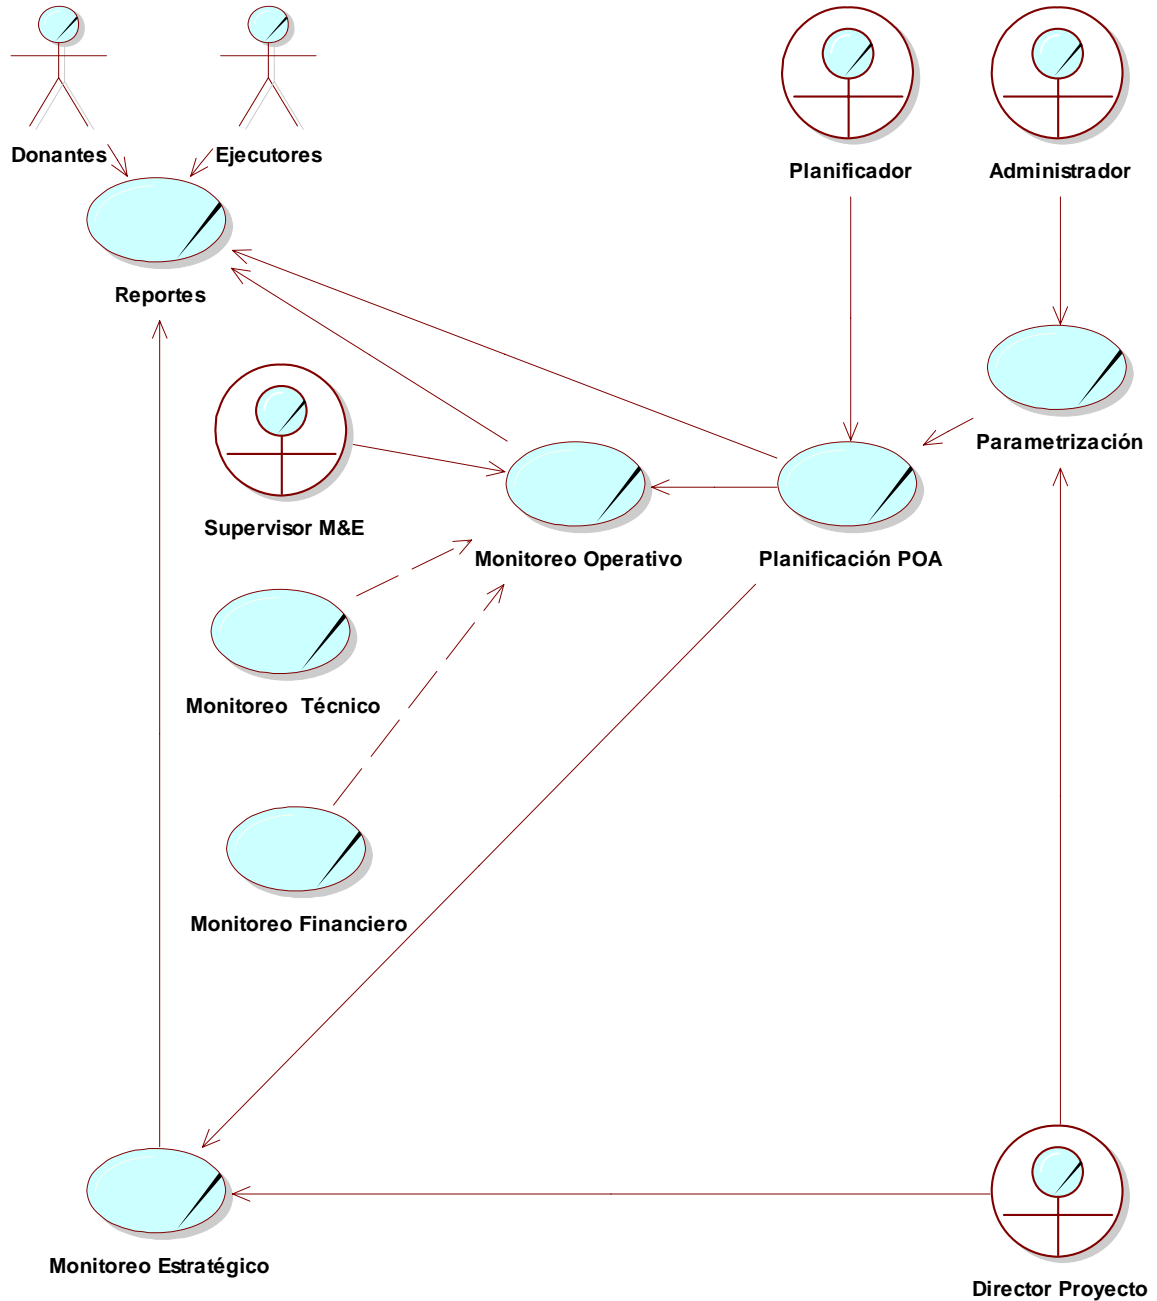 Donantes
Ejecutores
Planificador
Administrador
Reportes
Parametrización
Supervisor M&E
Monitoreo Operativo
Planificación POA
Monitoreo Técnico
Monitoreo Financiero
Monitoreo Estratégico
Director Proyecto